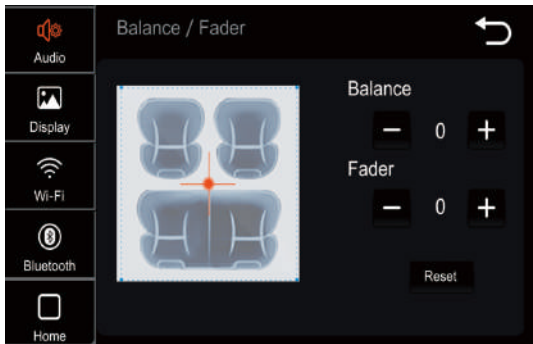 Balance / Fader
Audio
Display
Wi-Fi
Bluetooth
Home
Balance
− 0 +
Fader
− 0 +
Reset